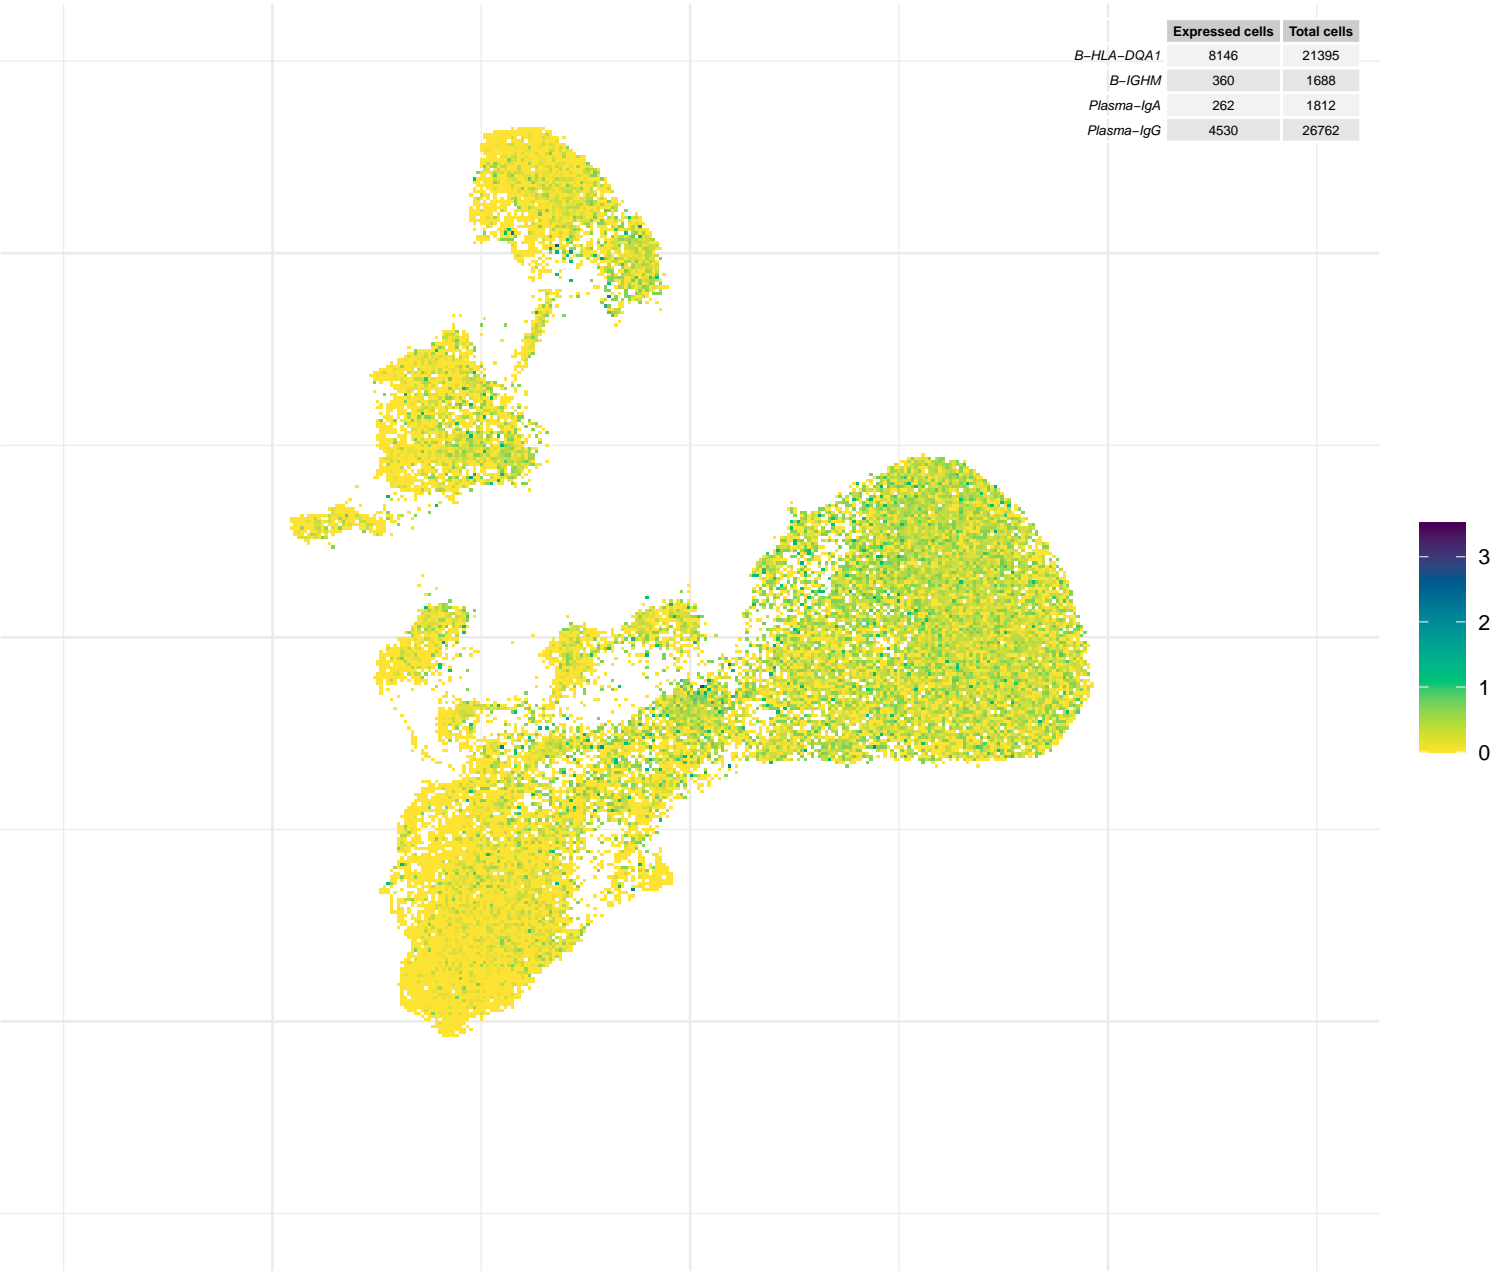 Expressed cells Total cells
B−HLA−DQA1 8146 21395
B−IGHM 360 1688
Plasma−IgA 262 1812
Plasma−IgG 4530 26762
3
2
1
0